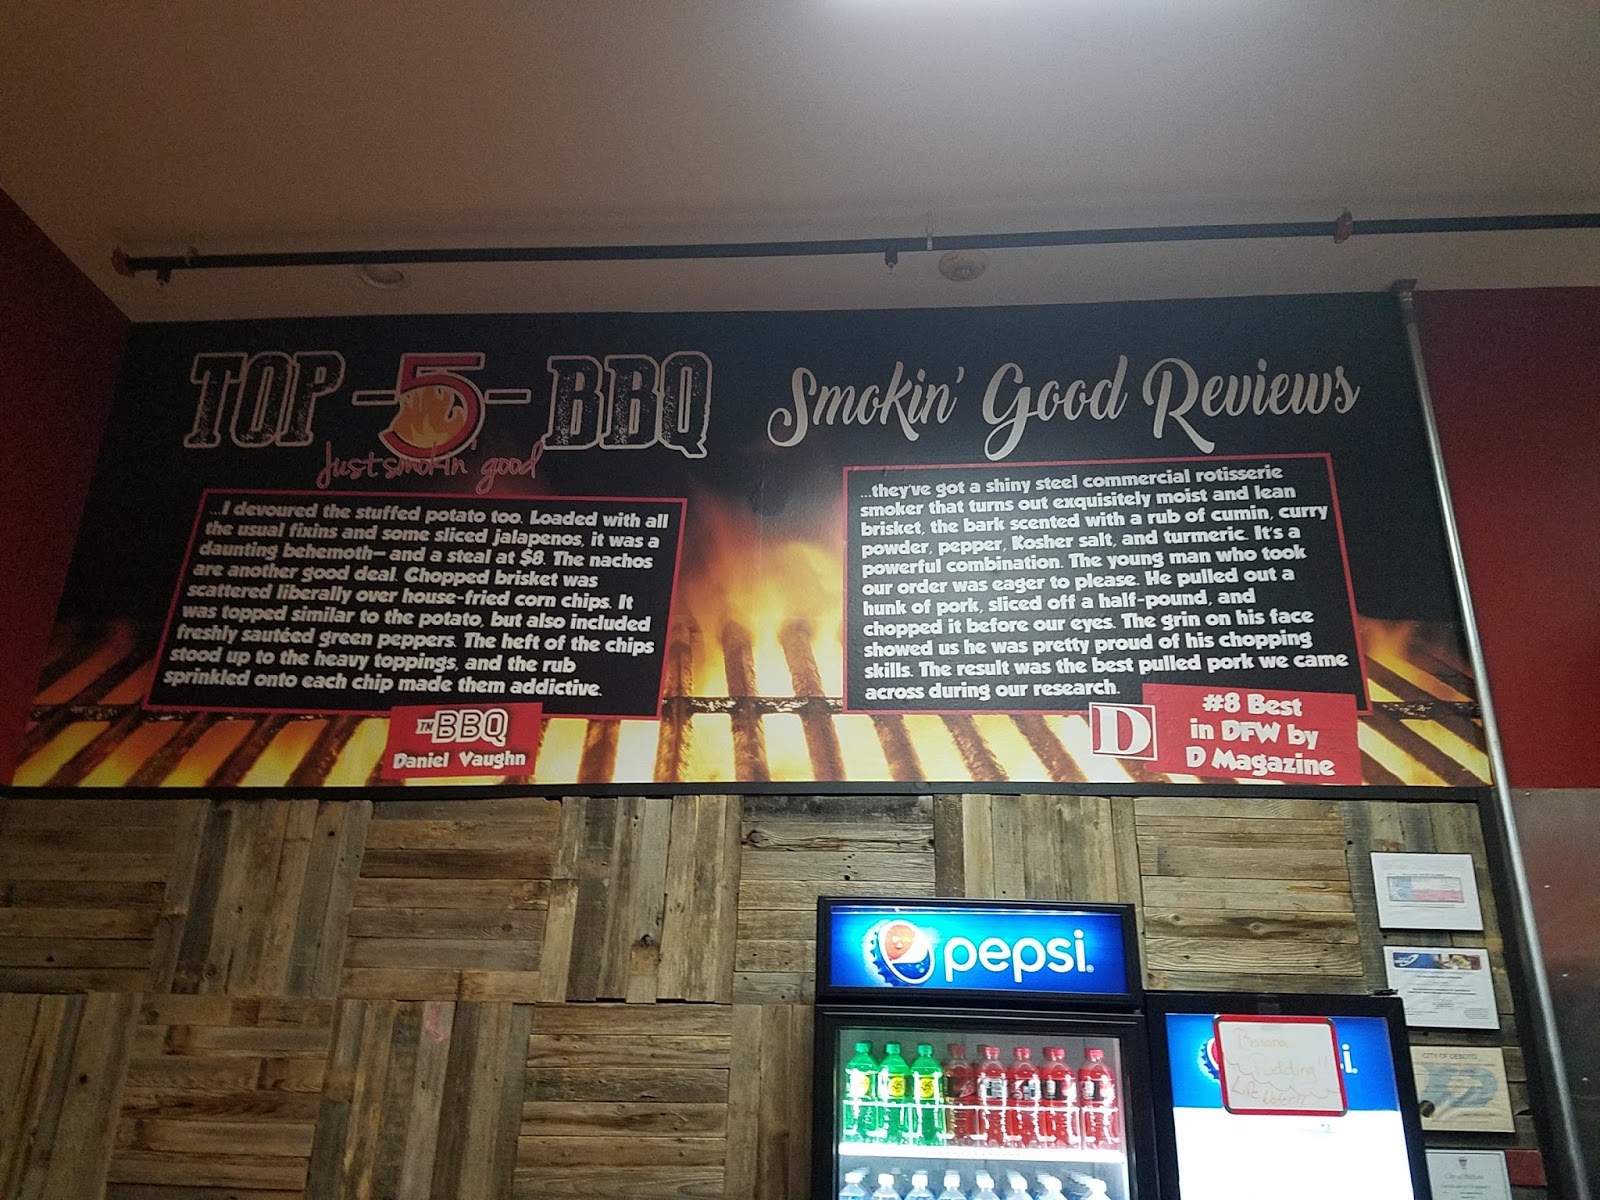 TOP -5- BBQ
Just smokin' good
Smokin' Good Reviews
...I devoured the stuffed potato too. Loaded with all
the usual fixins and some sliced jalapenos, it was a
daunting behemoth— and a steal at $8. The nachos
are another good deal. Chopped brisket was
scattered liberally over house-fried corn chips. It
was topped similar to the potato, but also included
freshly sautéed green peppers. The heft of the chips
stood up to the heavy toppings, and the rub
sprinkled onto each chip made them addictive.
TM BBQ
Daniel Vaughn
...they've got a shiny steel commercial rotisserie
smoker that turns out exquisitely moist and lean
brisket, the bark scented with a rub of cumin, curry
powder, pepper, Kosher salt, and turmeric. It's a
powerful combination. The young man who took
our order was eager to please. He pulled out a
hunk of pork, sliced off a half-pound, and
chopped it before our eyes. The grin on his face
showed us he was pretty proud of his chopping
skills. The result was the best pulled pork we came
across during our research.
D
#8 Best
in DFW by
D Magazine
pepsi
Banana
Pudding!!
CITY OF DESOTO